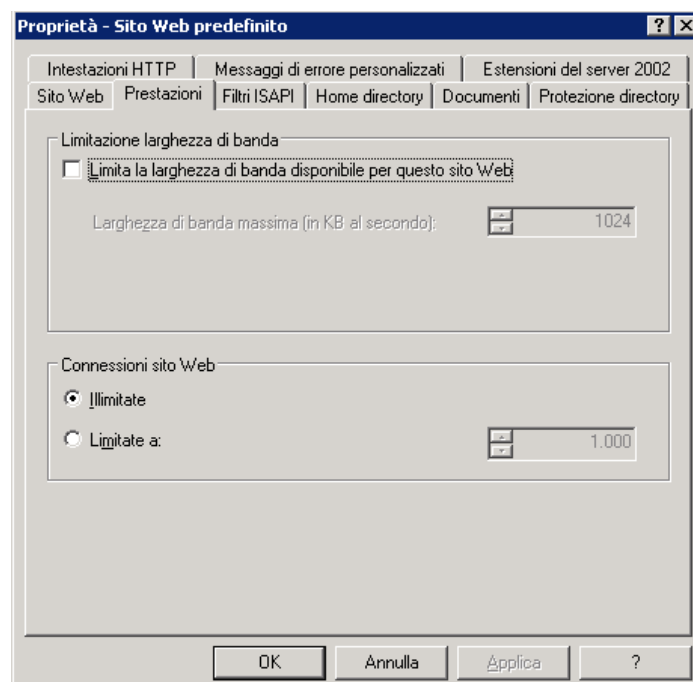 Proprietà - Sito Web predefinito
Intestazioni HTTP Messaggi di errore personalizzati Estensioni del server 2002
Sito Web Prestazioni Filtri ISAPI Home directory Documenti Protezione directory
Limitazione larghezza di banda
Limita la larghezza di banda disponibile per questo sito Web
Larghezza di banda massima (in KB al secondo): 1024
Connessioni sito Web
Illimitate
Limitate a: 1.000
OK Annulla Applica ?